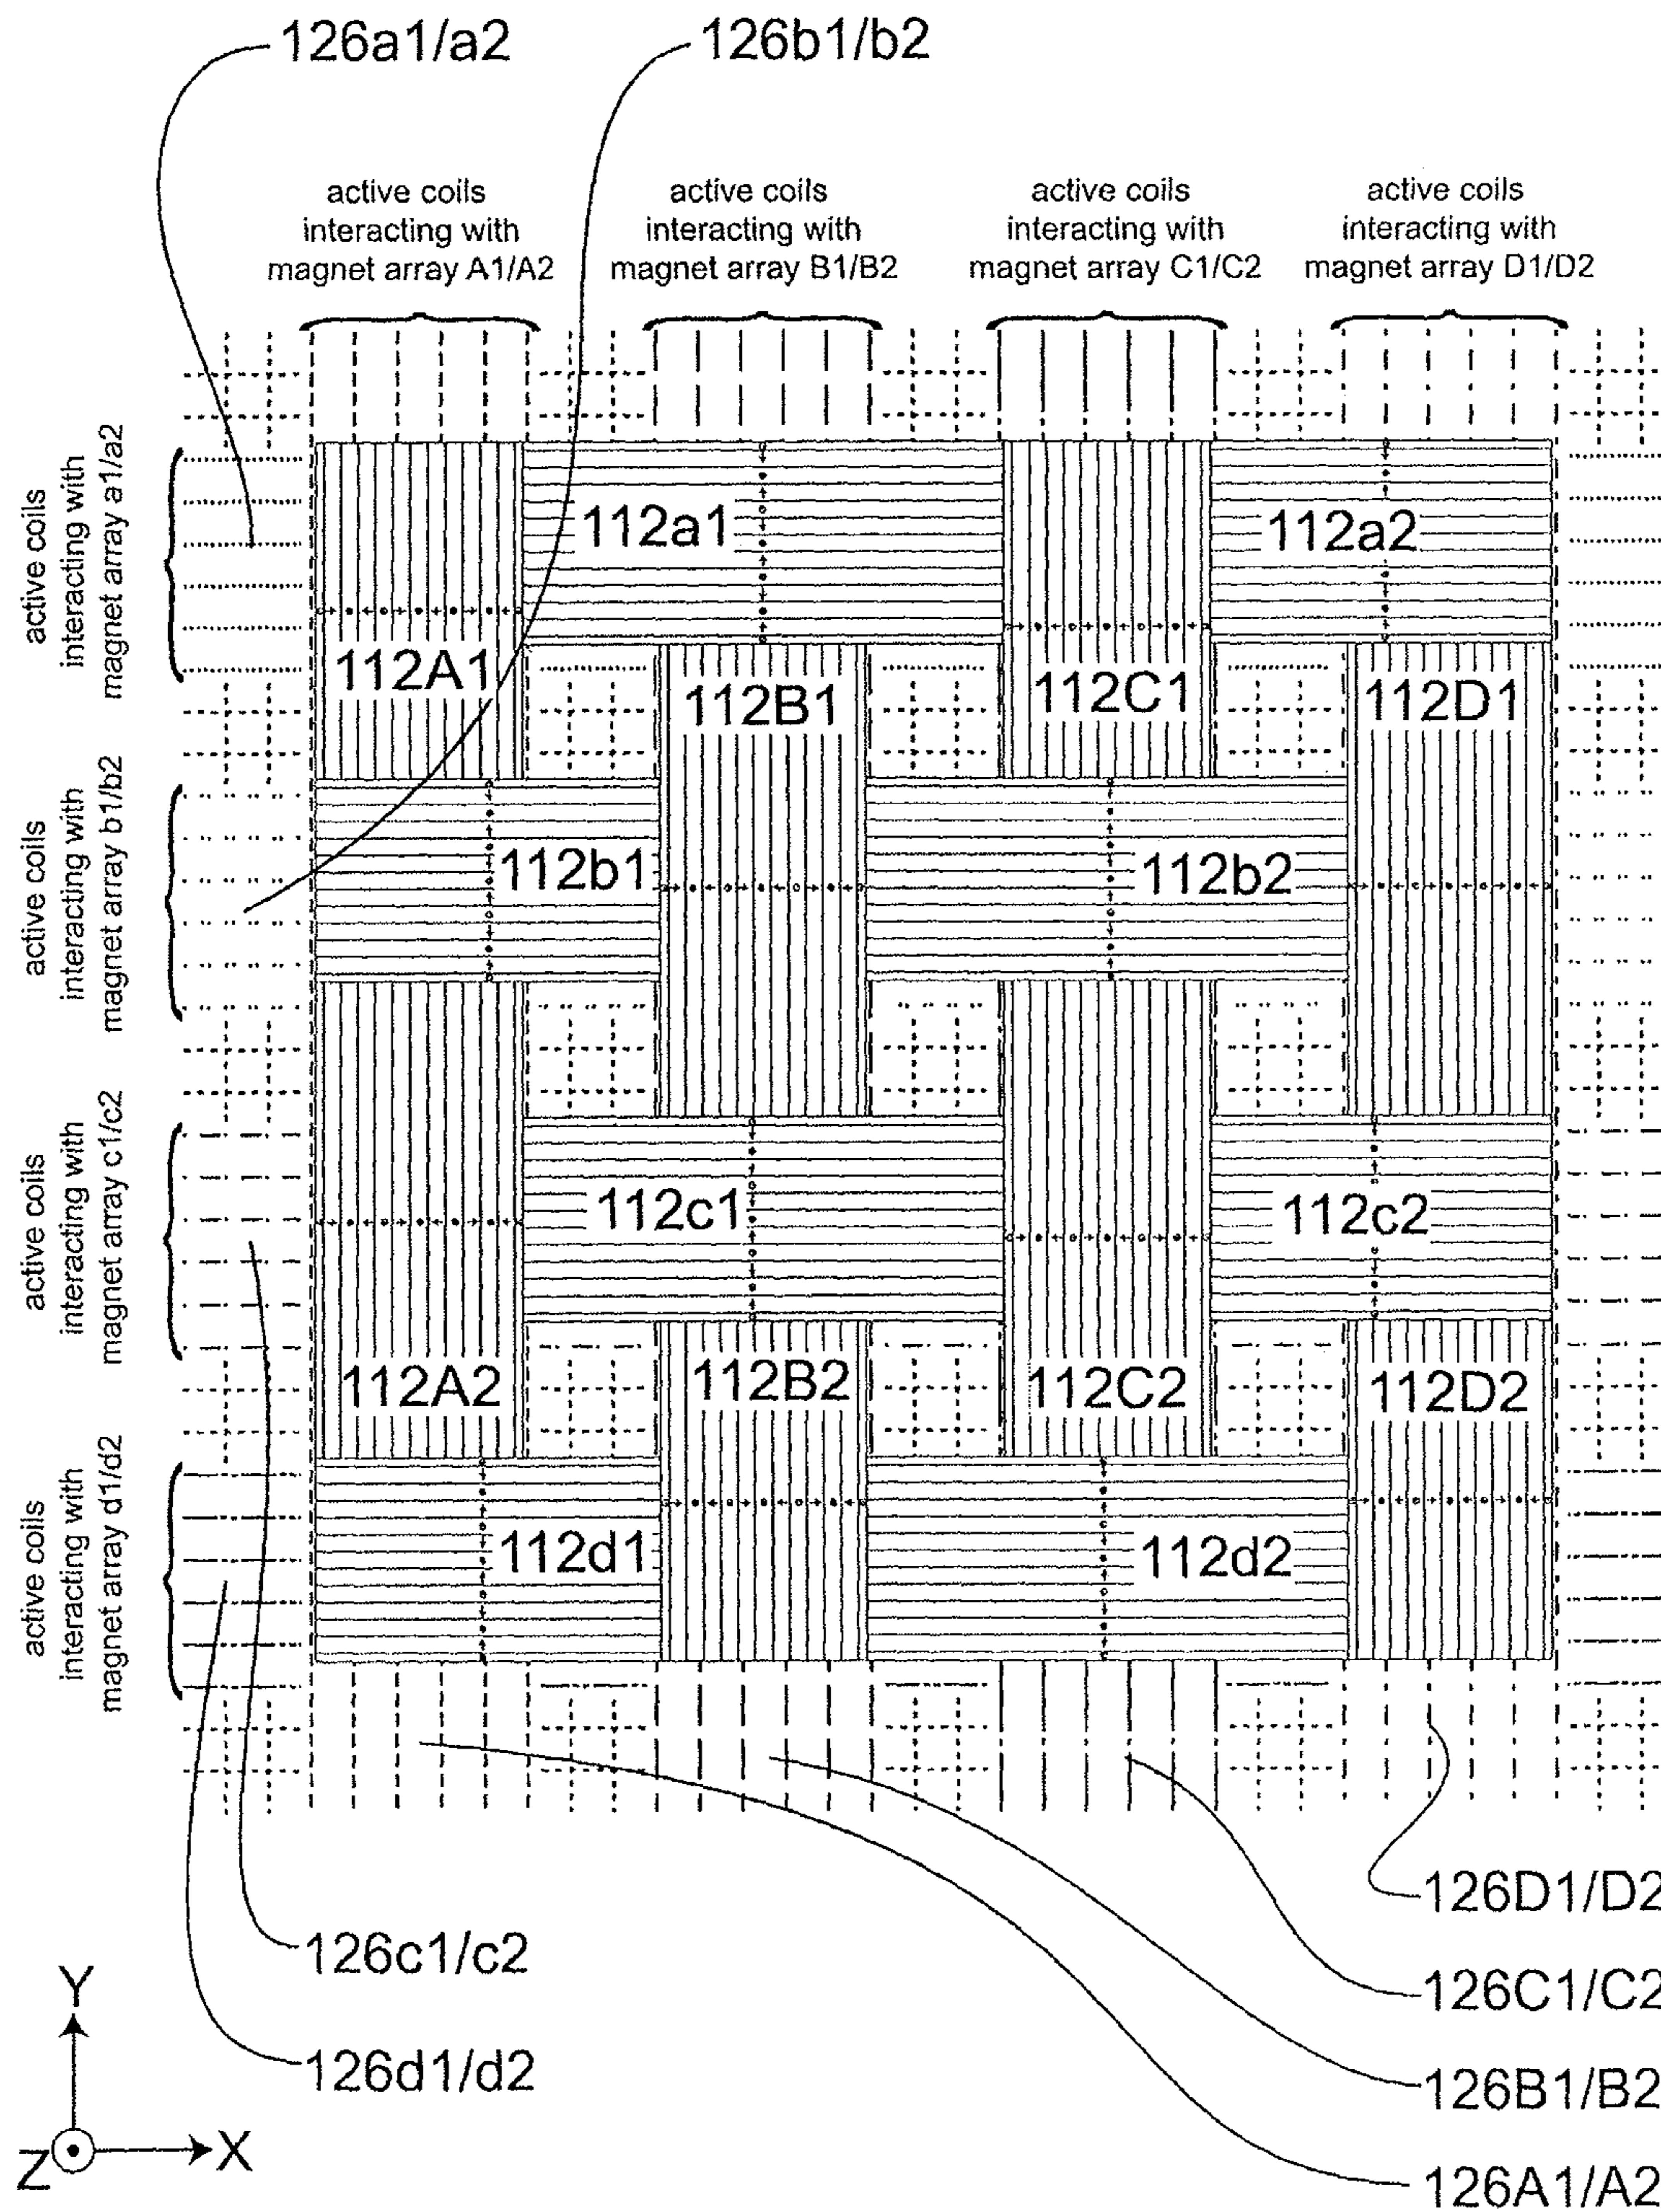 126a1/a2
126b1/b2
active coils
interacting with
magnet array A1/A2
active coils
interacting with
magnet array B1/B2
active coils
interacting with
magnet array C1/C2
active coils
interacting with
magnet array D1/D2
active coils
interacting with
magnet array a1/a2
112a1
112a2
112A1
112B1
112C1
112D1
active coils
interacting with
magnet array b1/b2
112b1
112b2
active coils
interacting with
magnet array c1/c2
112c1
112c2
112A2
112B2
112C2
112D2
active coils
interacting with
magnet array d1/d2
112d1
112d2
126D1/D2
126c1/c2
126C1/C2
126d1/d2
126B1/B2
126A1/A2
Y
Z
X